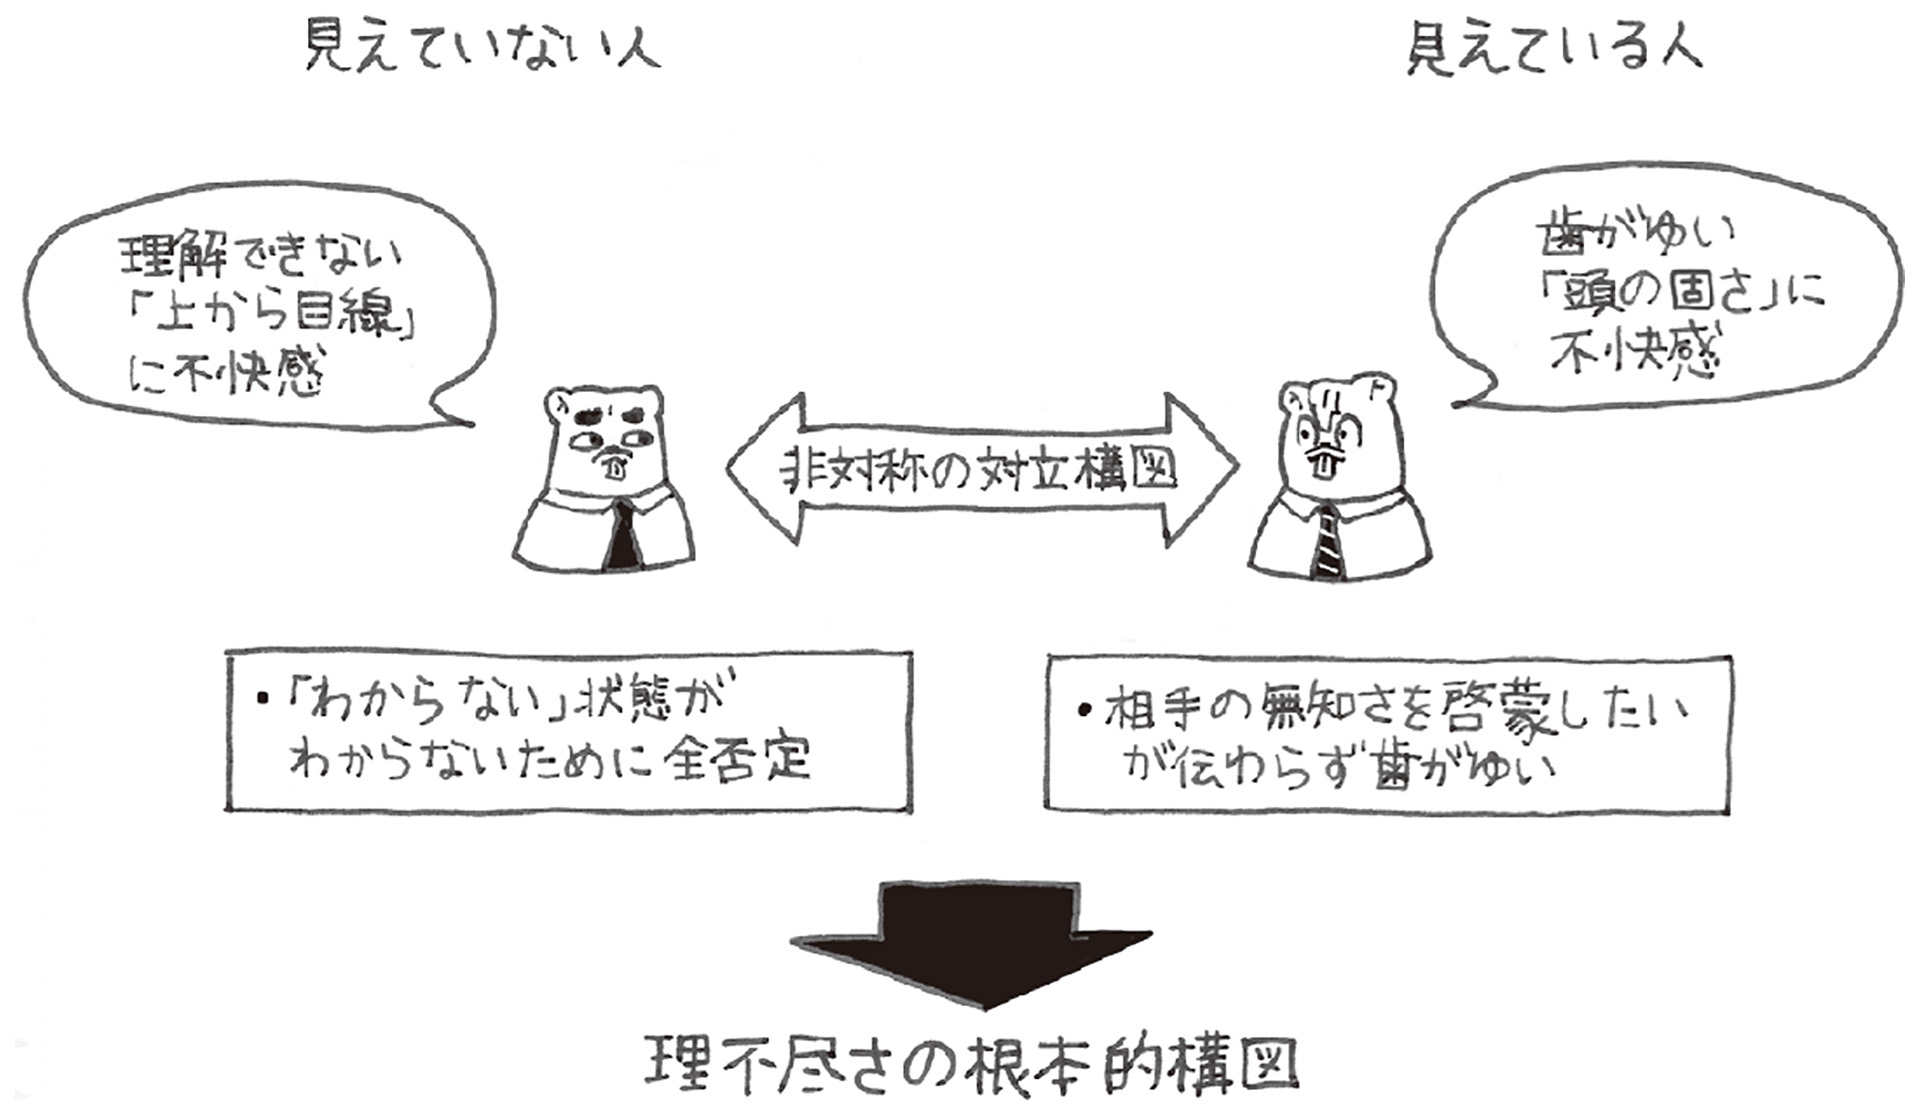 見えていない人
見えている人
理解できない
「上から目線」
に不快感
歯がゆい
「頭の固さ」に
不快感
非対称の対立構図
・「わからない」状態が
わからないために全否定
・相手の無知さを啓蒙したい
が伝わらず歯がゆい
理不尽さの根本的構図